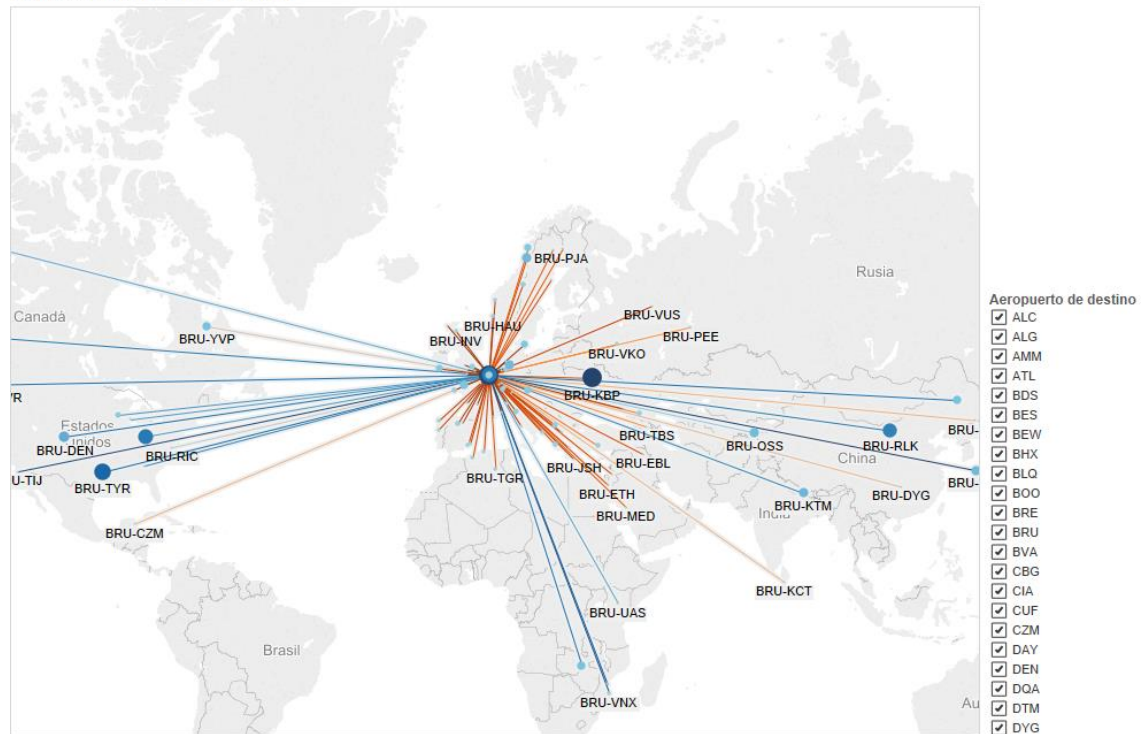 BRU-PJA
Rusia
Aeropuerto de destino
Canadá
BRU-HAU
BRU-VUS
ALC
BRU-YVP
BRU-INV
BRU-PEE
ALG
BRU-VKO
AMM
VR
BRU-KBP
ATL
BDS
BES
Estados
Unidos
BRU-DEN
BRU-RIC
BRU-TBS
BRU-OSS
BRU-RLK
BRU-
BEW
China
BHX
U-TIJ
BRU-TYR
BRU-TGR
BRU-JSH
BRU-EBL
BRU-
BLQ
BRU-ETH
BRU-KTM
BRU-DYG
BOO
India
BRU-MED
BRE
BRU-CZM
BRU
BVA
CBG
BRU-KCT
CIA
BRU-UAS
CUF
CZM
Brasil
DAY
DEN
BRU-VNX
Au
DQA
DTM
DYG